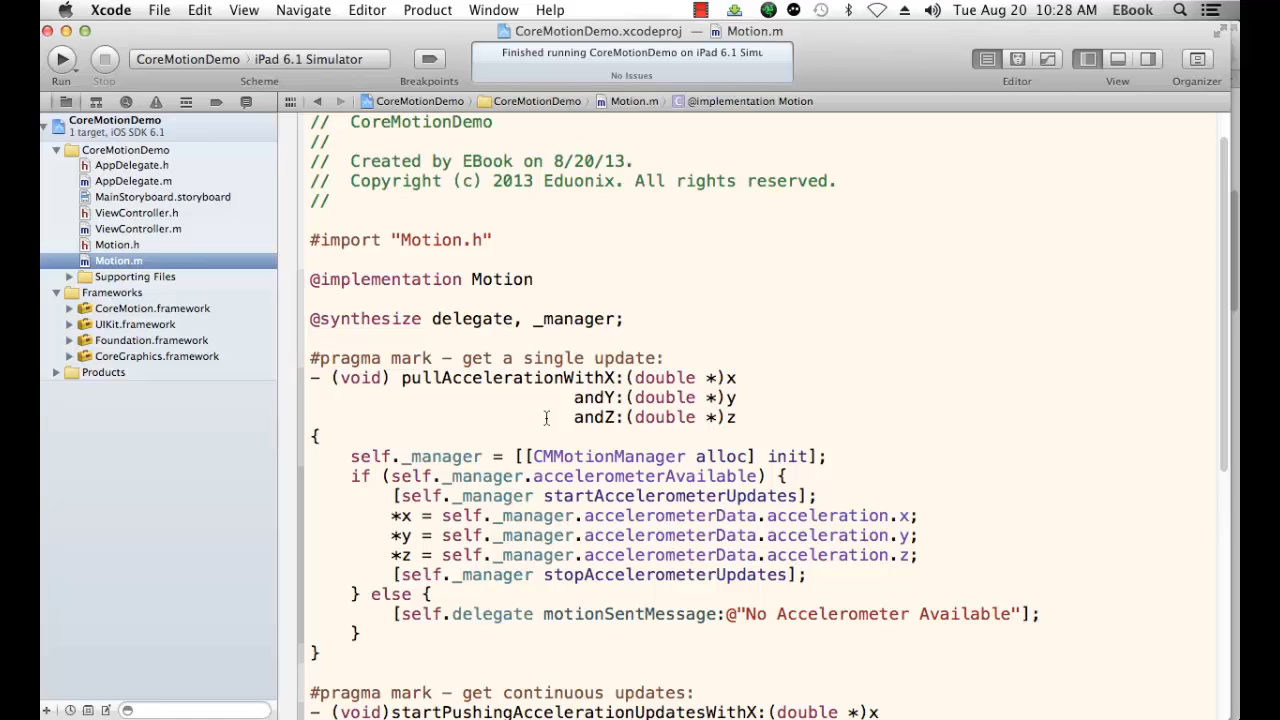 Xcode File Edit View Navigate Editor Product Window Help Tue Aug 20 10:28 AM EBook
CoreMotionDemo.xcodeproj — Motion.m
CoreMotionDemo › iPad 6.1 Simulator
Finished running CoreMotionDemo on iPad 6.1 Simu
No Issues
Run Stop Scheme Breakpoints Editor View Organizer
CoreMotionDemo CoreMotionDemo Motion.m @implementation Motion
CoreMotionDemo
1 target, iOS SDK 6.1
CoreMotionDemo
AppDelegate.h
AppDelegate.m
MainStoryboard.storyboard
ViewController.h
ViewController.m
Motion.h
Motion.m
Supporting Files
Frameworks
CoreMotion.framework
UIKit.framework
Foundation.framework
CoreGraphics.framework
Products
//  CoreMotionDemo
//
//  Created by EBook on 8/20/13.
//  Copyright (c) 2013 Eduonix. All rights reserved.
//
#import "Motion.h"
@implementation Motion
@synthesize delegate, _manager;
#pragma mark - get a single update:
- (void) pullAccelerationWithX:(double *)x
andY:(double *)y
andZ:(double *)z
{
self._manager = [[CMMotionManager alloc] init];
if (self._manager.accelerometerAvailable) {
[self._manager startAccelerometerUpdates];
*x = self._manager.accelerometerData.acceleration.x;
*y = self._manager.accelerometerData.acceleration.y;
*z = self._manager.accelerometerData.acceleration.z;
[self._manager stopAccelerometerUpdates];
} else {
[self.delegate motionSentMessage:@"No Accelerometer Available"];
}
}
#pragma mark - get continuous updates:
- (void)startPushingAccelerationUpdatesWithX:(double *)x